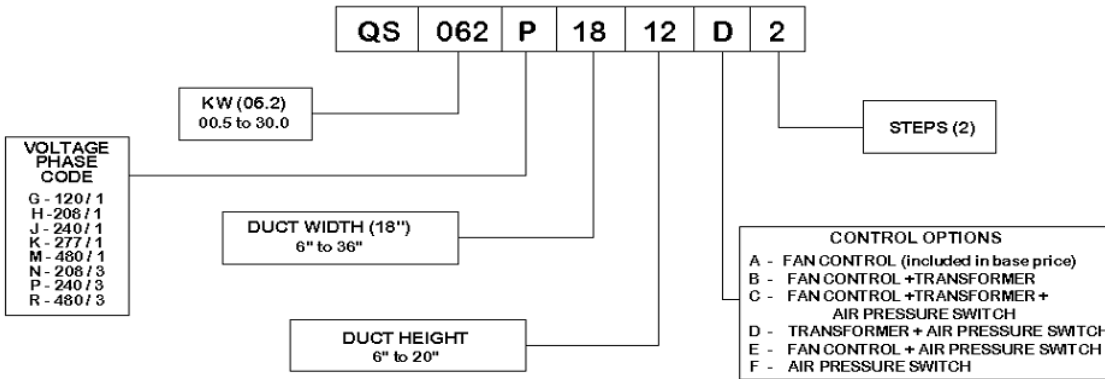 QS 062 P 18 12 D 2
KW (06.2)
00.5 to 30.0
STEPS (2)
VOLTAGE
PHASE
CODE
G - 120 / 1
H - 208 / 1
J - 240 / 1
K - 277 / 1
M - 480 / 1
N - 208 / 3
P - 240 / 3
R - 480 / 3
DUCT WIDTH (18")
6" to 36"
DUCT HEIGHT
6" to 20"
CONTROL OPTIONS
A - FAN CONTROL (included in base price)
B - FAN CONTROL +TRANSFORMER
C - FAN CONTROL +TRANSFORMER +
AIR PRESSURE SWITCH
D - TRANSFORMER + AIR PRESSURE SWITCH
E - FAN CONTROL + AIR PRESSURE SWITCH
F - AIR PRESSURE SWITCH